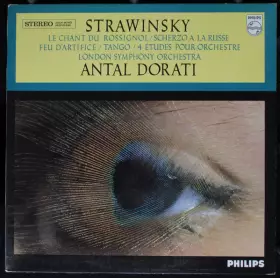 STRAWINSKY
STEREO
PHILIPS
LE CHANT DU ROSSIGNOL / SCHERZO A LA RUSSE
FEU D'ARTIFICE / TANGO / 4 ETUDES POUR ORCHESTRE
LONDON SYMPHONY ORCHESTRA
ANTAL DORATI
PHILIPS